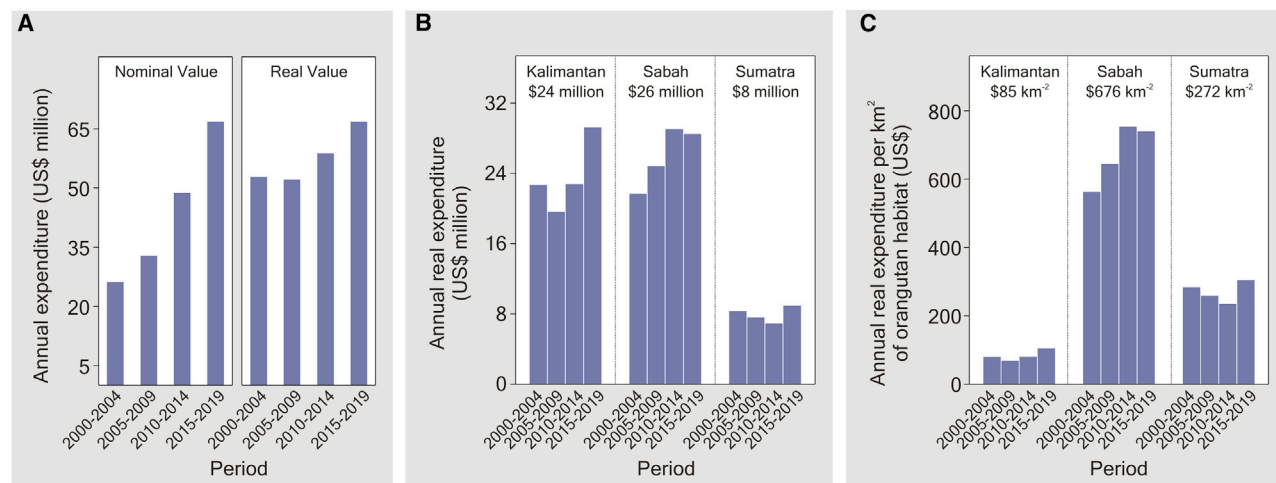 A
Nominal Value
Real Value
Annual expenditure (US$ million)
65
50
35
20
5
2000-2004
2005-2009
2010-2014
2015-2019
2000-2004
2005-2009
2010-2014
2015-2019
Period
B
Kalimantan
$24 million
Sabah
$26 million
Sumatra
$8 million
Annual real expenditure
(US$ million)
32
24
16
8
0
2000-2004
2005-2009
2010-2014
2015-2019
2000-2004
2005-2009
2010-2014
2015-2019
2000-2004
2005-2009
2010-2014
2015-2019
Period
C
Kalimantan
$85 km⁻²
Sabah
$676 km⁻²
Sumatra
$272 km⁻²
Annual real expenditure per km²
of orangutan habitat (US$)
800
600
400
200
0
2000-2004
2005-2009
2010-2014
2015-2019
2000-2004
2005-2009
2010-2014
2015-2019
2000-2004
2005-2009
2010-2014
2015-2019
Period